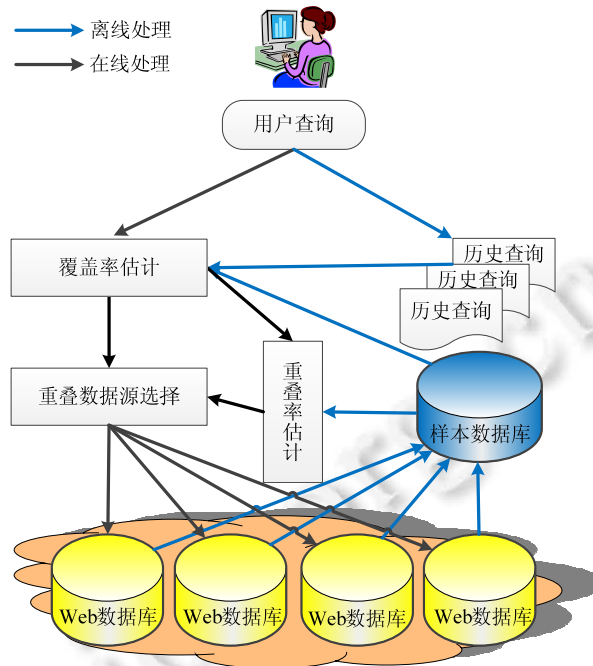 离线处理
在线处理
用户查询
历史查询
历史查询
历史查询
覆盖率估计
重叠数据源选择
重叠率估计
样本数据库
Web数据库
Web数据库
Web数据库
Web数据库